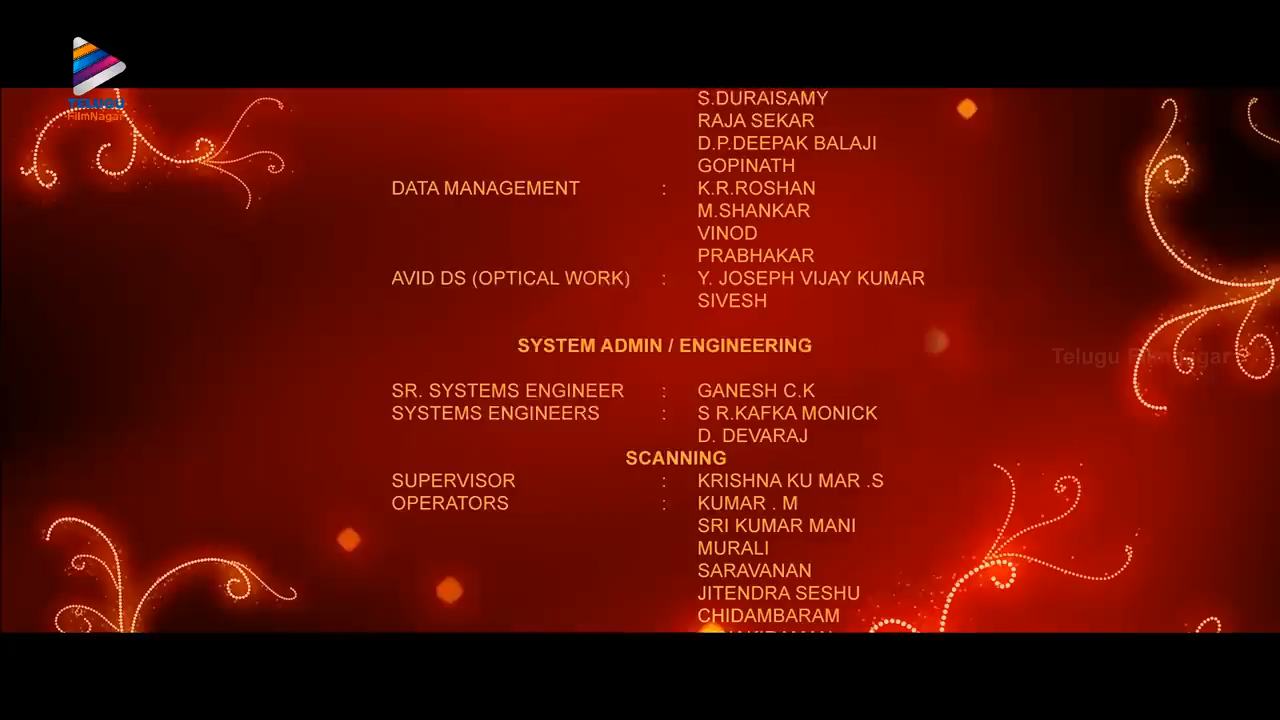 TELUGU
FilmNagar
S.DURAISAMY
RAJA SEKAR
D.P.DEEPAK BALAJI
GOPINATH
DATA MANAGEMENT : K.R.ROSHAN
M.SHANKAR
VINOD
PRABHAKAR
AVID DS (OPTICAL WORK) : Y. JOSEPH VIJAY KUMAR
SIVESH
SYSTEM ADMIN / ENGINEERING
Telugu FilmNagar
SR. SYSTEMS ENGINEER : GANESH C.K
SYSTEMS ENGINEERS : S R.KAFKA MONICK
D. DEVARAJ
SCANNING
SUPERVISOR : KRISHNA KU MAR .S
OPERATORS : KUMAR . M
SRI KUMAR MANI
MURALI
SARAVANAN
JITENDRA SESHU
CHIDAMBARAM